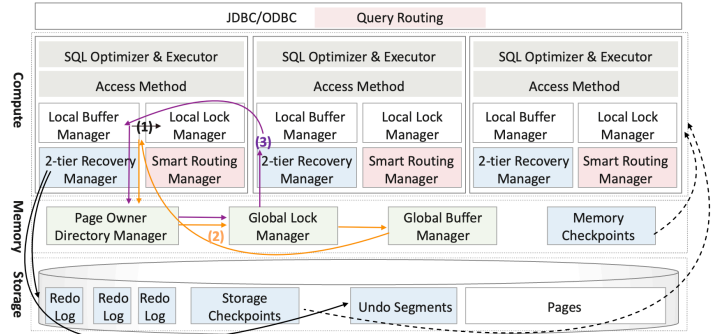 JDBC/ODBC Query Routing
Compute
SQL Optimizer & Executor
Access Method
Local Buffer
Manager
(1)
Local Lock
Manager
2-tier Recovery
Manager
Smart Routing
Manager
SQL Optimizer & Executor
Access Method
Local Buffer
Manager
Local Lock
Manager
(3)
2-tier Recovery
Manager
Smart Routing
Manager
SQL Optimizer & Executor
Access Method
Local Buffer
Manager
Local Lock
Manager
2-tier Recovery
Manager
Smart Routing
Manager
Memory
Page Owner
Directory Manager
(2)
Global Lock
Manager
Global Buffer
Manager
Memory
Checkpoints
Storage
Redo
Log
Redo
Log
Redo
Log
Storage
Checkpoints
Undo Segments
Pages